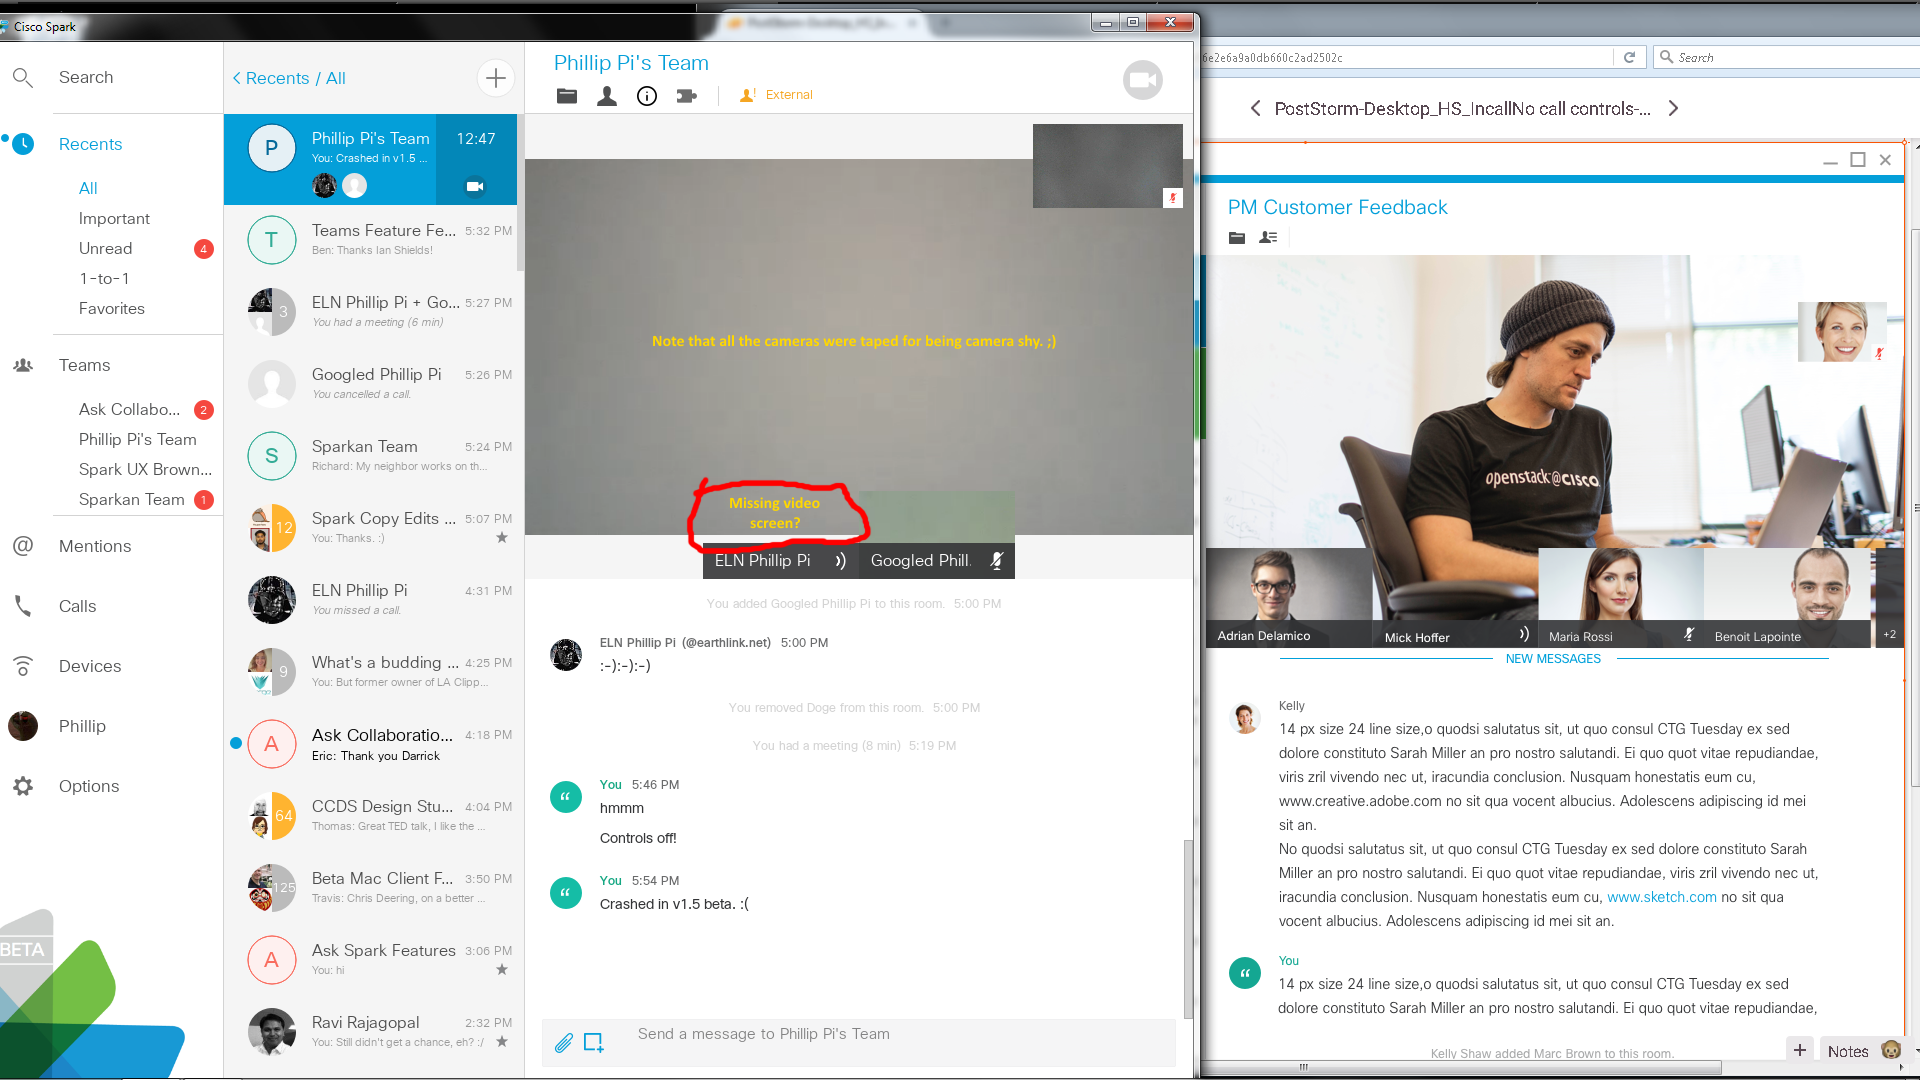 Cisco Spark
Search
Recents
All
Important
Unread 4
1-to-1
Favorites
Teams
Ask Collabo... 2
Phillip Pi's Team
Spark UX Brown...
Sparkan Team 1
Mentions
Calls
Devices
Phillip
Options
BETA
Recents / All
P
Phillip Pi's Team 12:47
You: Crashed in v1.5 ...
T
Teams Feature Fe... 5:32 PM
Ben: Thanks Ian Shields!
3
ELN Phillip Pi + Go... 5:27 PM
You had a meeting (6 min)
Googled Phillip Pi 5:26 PM
You cancelled a call.
S
Sparkan Team 5:24 PM
Richard: My neighbor works on th...
12
Spark Copy Edits ... 5:07 PM
You: Thanks. :)
ELN Phillip Pi 4:31 PM
You missed a call.
9
What's a budding ... 4:25 PM
You: But former owner of LA Clipp...
A
Ask Collaboratio... 4:18 PM
Eric: Thank you Darrick
64
CCDS Design Stu... 4:04 PM
Thomas: Great TED talk, I like the ...
125
Beta Mac Client F... 3:50 PM
Travis: Chris Deering, on a better ...
A
Ask Spark Features 3:06 PM
You: hi
Ravi Rajagopal 2:32 PM
You: Still didn't get a chance, eh? :/
Phillip Pi's Team
External
Note that all the cameras were taped for being camera shy. ;)
Missing video
screen?
ELN Phillip Pi
Googled Phill.
You added Googled Phillip Pi to this room. 5:00 PM
ELN Phillip Pi (@earthlink.net) 5:00 PM
:-):-):-)
You removed Doge from this room. 5:00 PM
You had a meeting (8 min) 5:19 PM
You 5:46 PM
hmmm
Controls off!
You 5:54 PM
Crashed in v1.5 beta. :(
Send a message to Phillip Pi's Team
6e2e6a9a0db660c2ad2502c
Search
PostStorm-Desktop_HS_IncallNo call controls-...
PM Customer Feedback
openstack@CISCO
Adrian Delamico
Mick Hoffer
Maria Rossi
Benoit Lapointe
+2
NEW MESSAGES
Kelly
14 px size 24 line size,o quodsi salutatus sit, ut quo consul CTG Tuesday ex sed
dolore constituto Sarah Miller an pro nostro salutandi. Ei quo quot vitae repudiandae,
viris zril vivendo nec ut, iracundia conclusion. Nusquam honestatis eum cu,
www.creative.adobe.com no sit qua vocent albucius. Adolescens adipiscing id mei
sit an.
No quodsi salutatus sit, ut quo consul CTG Tuesday ex sed dolore constituto Sarah
Miller an pro nostro salutandi. Ei quo quot vitae repudiandae, viris zril vivendo nec ut,
iracundia conclusion. Nusquam honestatis eum cu, www.sketch.com no sit qua
vocent albucius. Adolescens adipiscing id mei sit an.
You
14 px size 24 line size,o quodsi salutatus sit, ut quo consul CTG Tuesday ex sed
dolore constituto Sarah Miller an pro nostro salutandi. Ei quo quot vitae repudiandae,
Kelly Shaw added Marc Brown to this room.
Notes